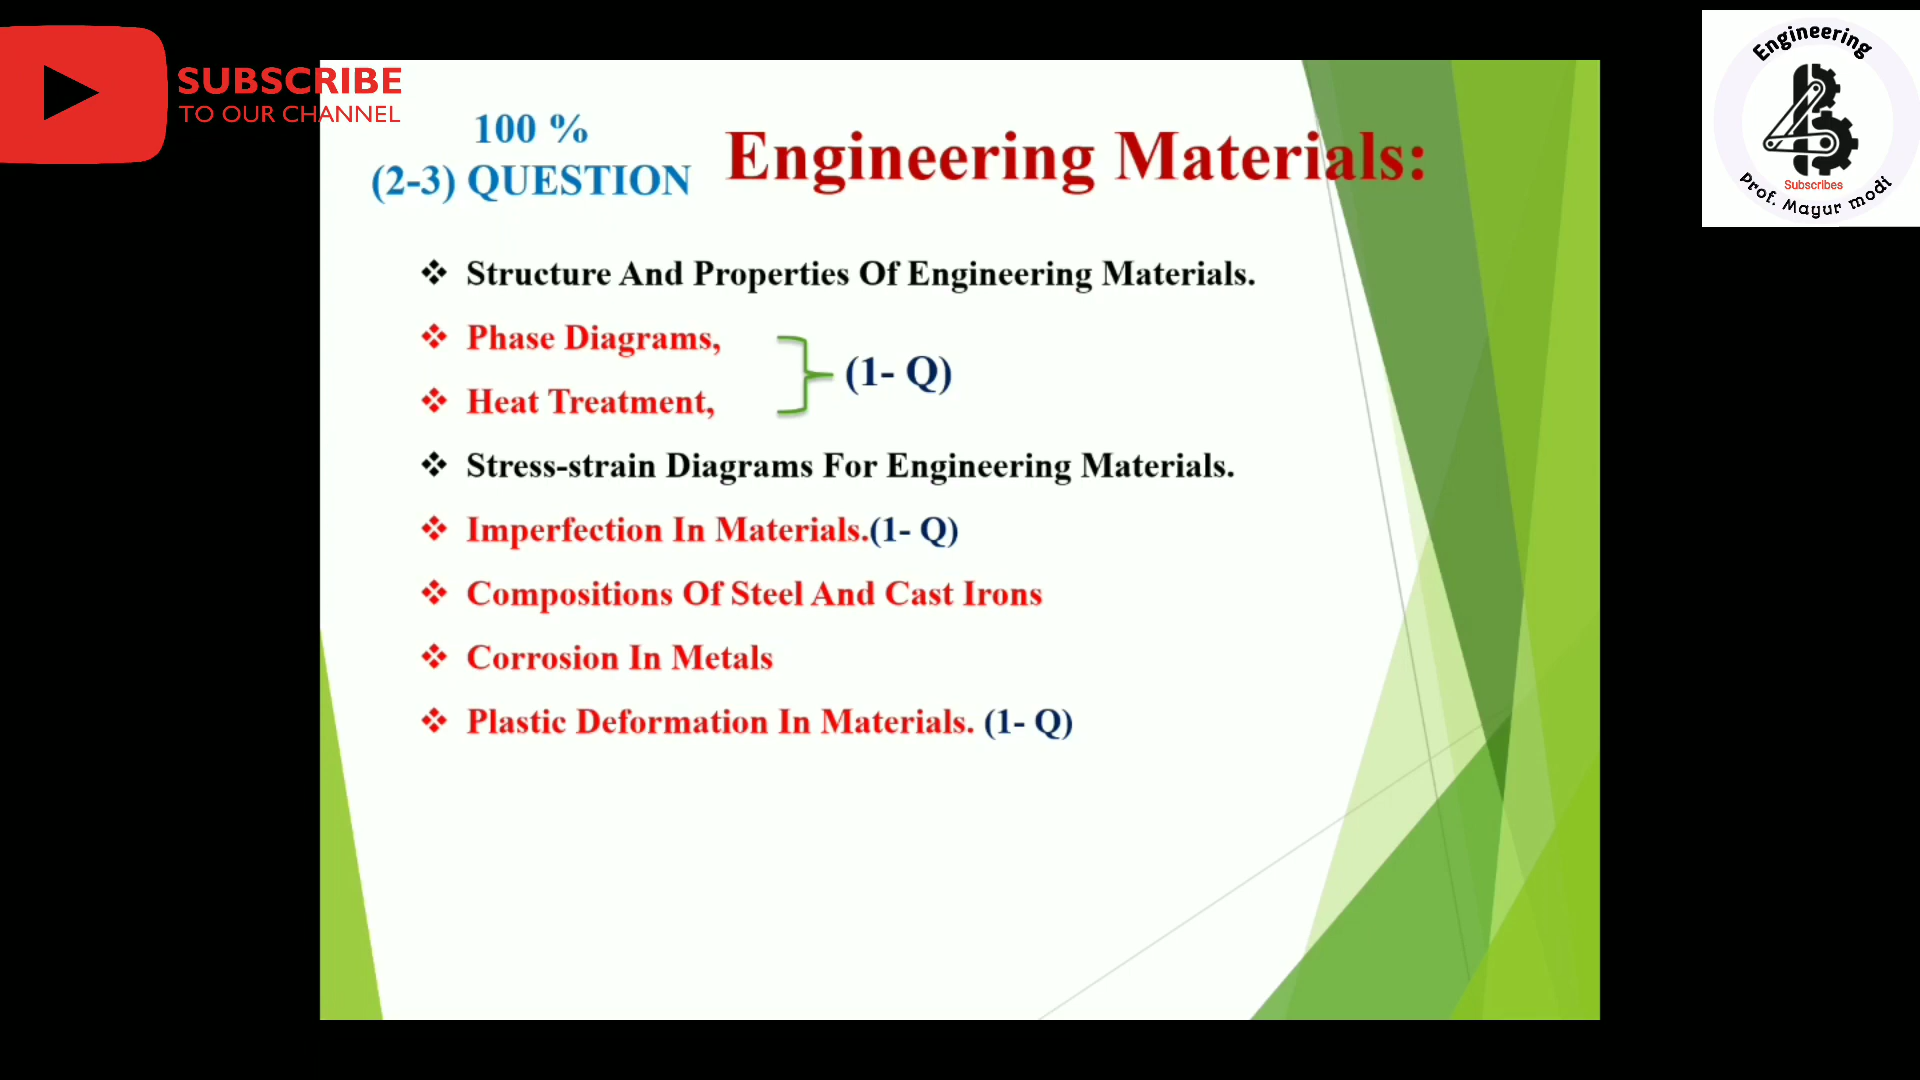 SUBSCRIBE
TO OUR CHANNEL
100 %
(2-3) QUESTION
Engineering Materials:
❖ Structure And Properties Of Engineering Materials.
❖ Phase Diagrams,
❖ Heat Treatment,
(1- Q)
❖ Stress-strain Diagrams For Engineering Materials.
❖ Imperfection In Materials.(1- Q)
❖ Compositions Of Steel And Cast Irons
❖ Corrosion In Metals
❖ Plastic Deformation In Materials. (1- Q)
Engineering
Subscribes
Prof. Mayur modi